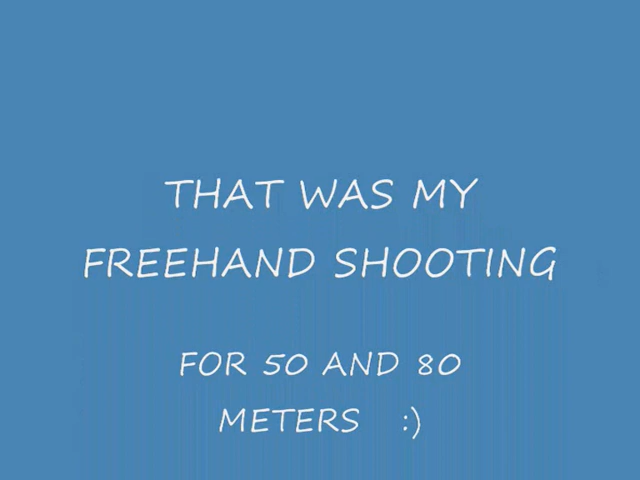 THAT WAS MY
FREEHAND SHOOTING
FOR 50 AND 80
METERS :)